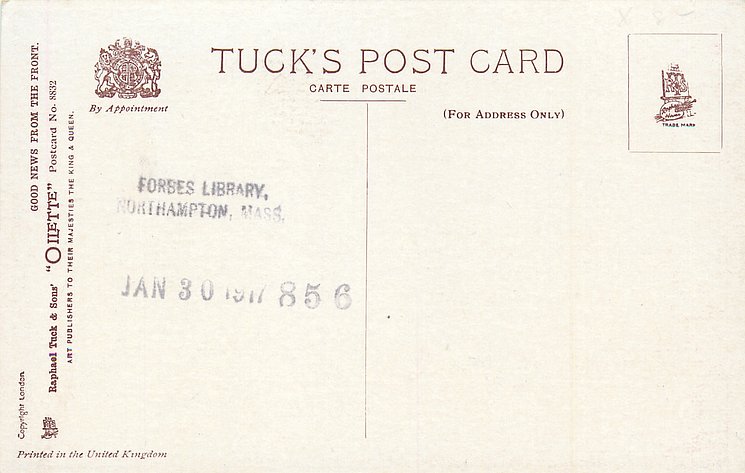 TUCK'S POST CARD
CARTE POSTALE
(FOR ADDRESS ONLY)
By Appointment
TRADE MARK
GOOD NEWS FROM THE FRONT.
Raphael Tuck & Sons' "OILETTE" Postcard No. 8832
ART PUBLISHERS TO THEIR MAJESTIES THE KING & QUEEN.
Copyright London
FORBES LIBRARY,
NORTHAMPTON, MASS.
JAN 30 1917 856
Printed in the United Kingdom